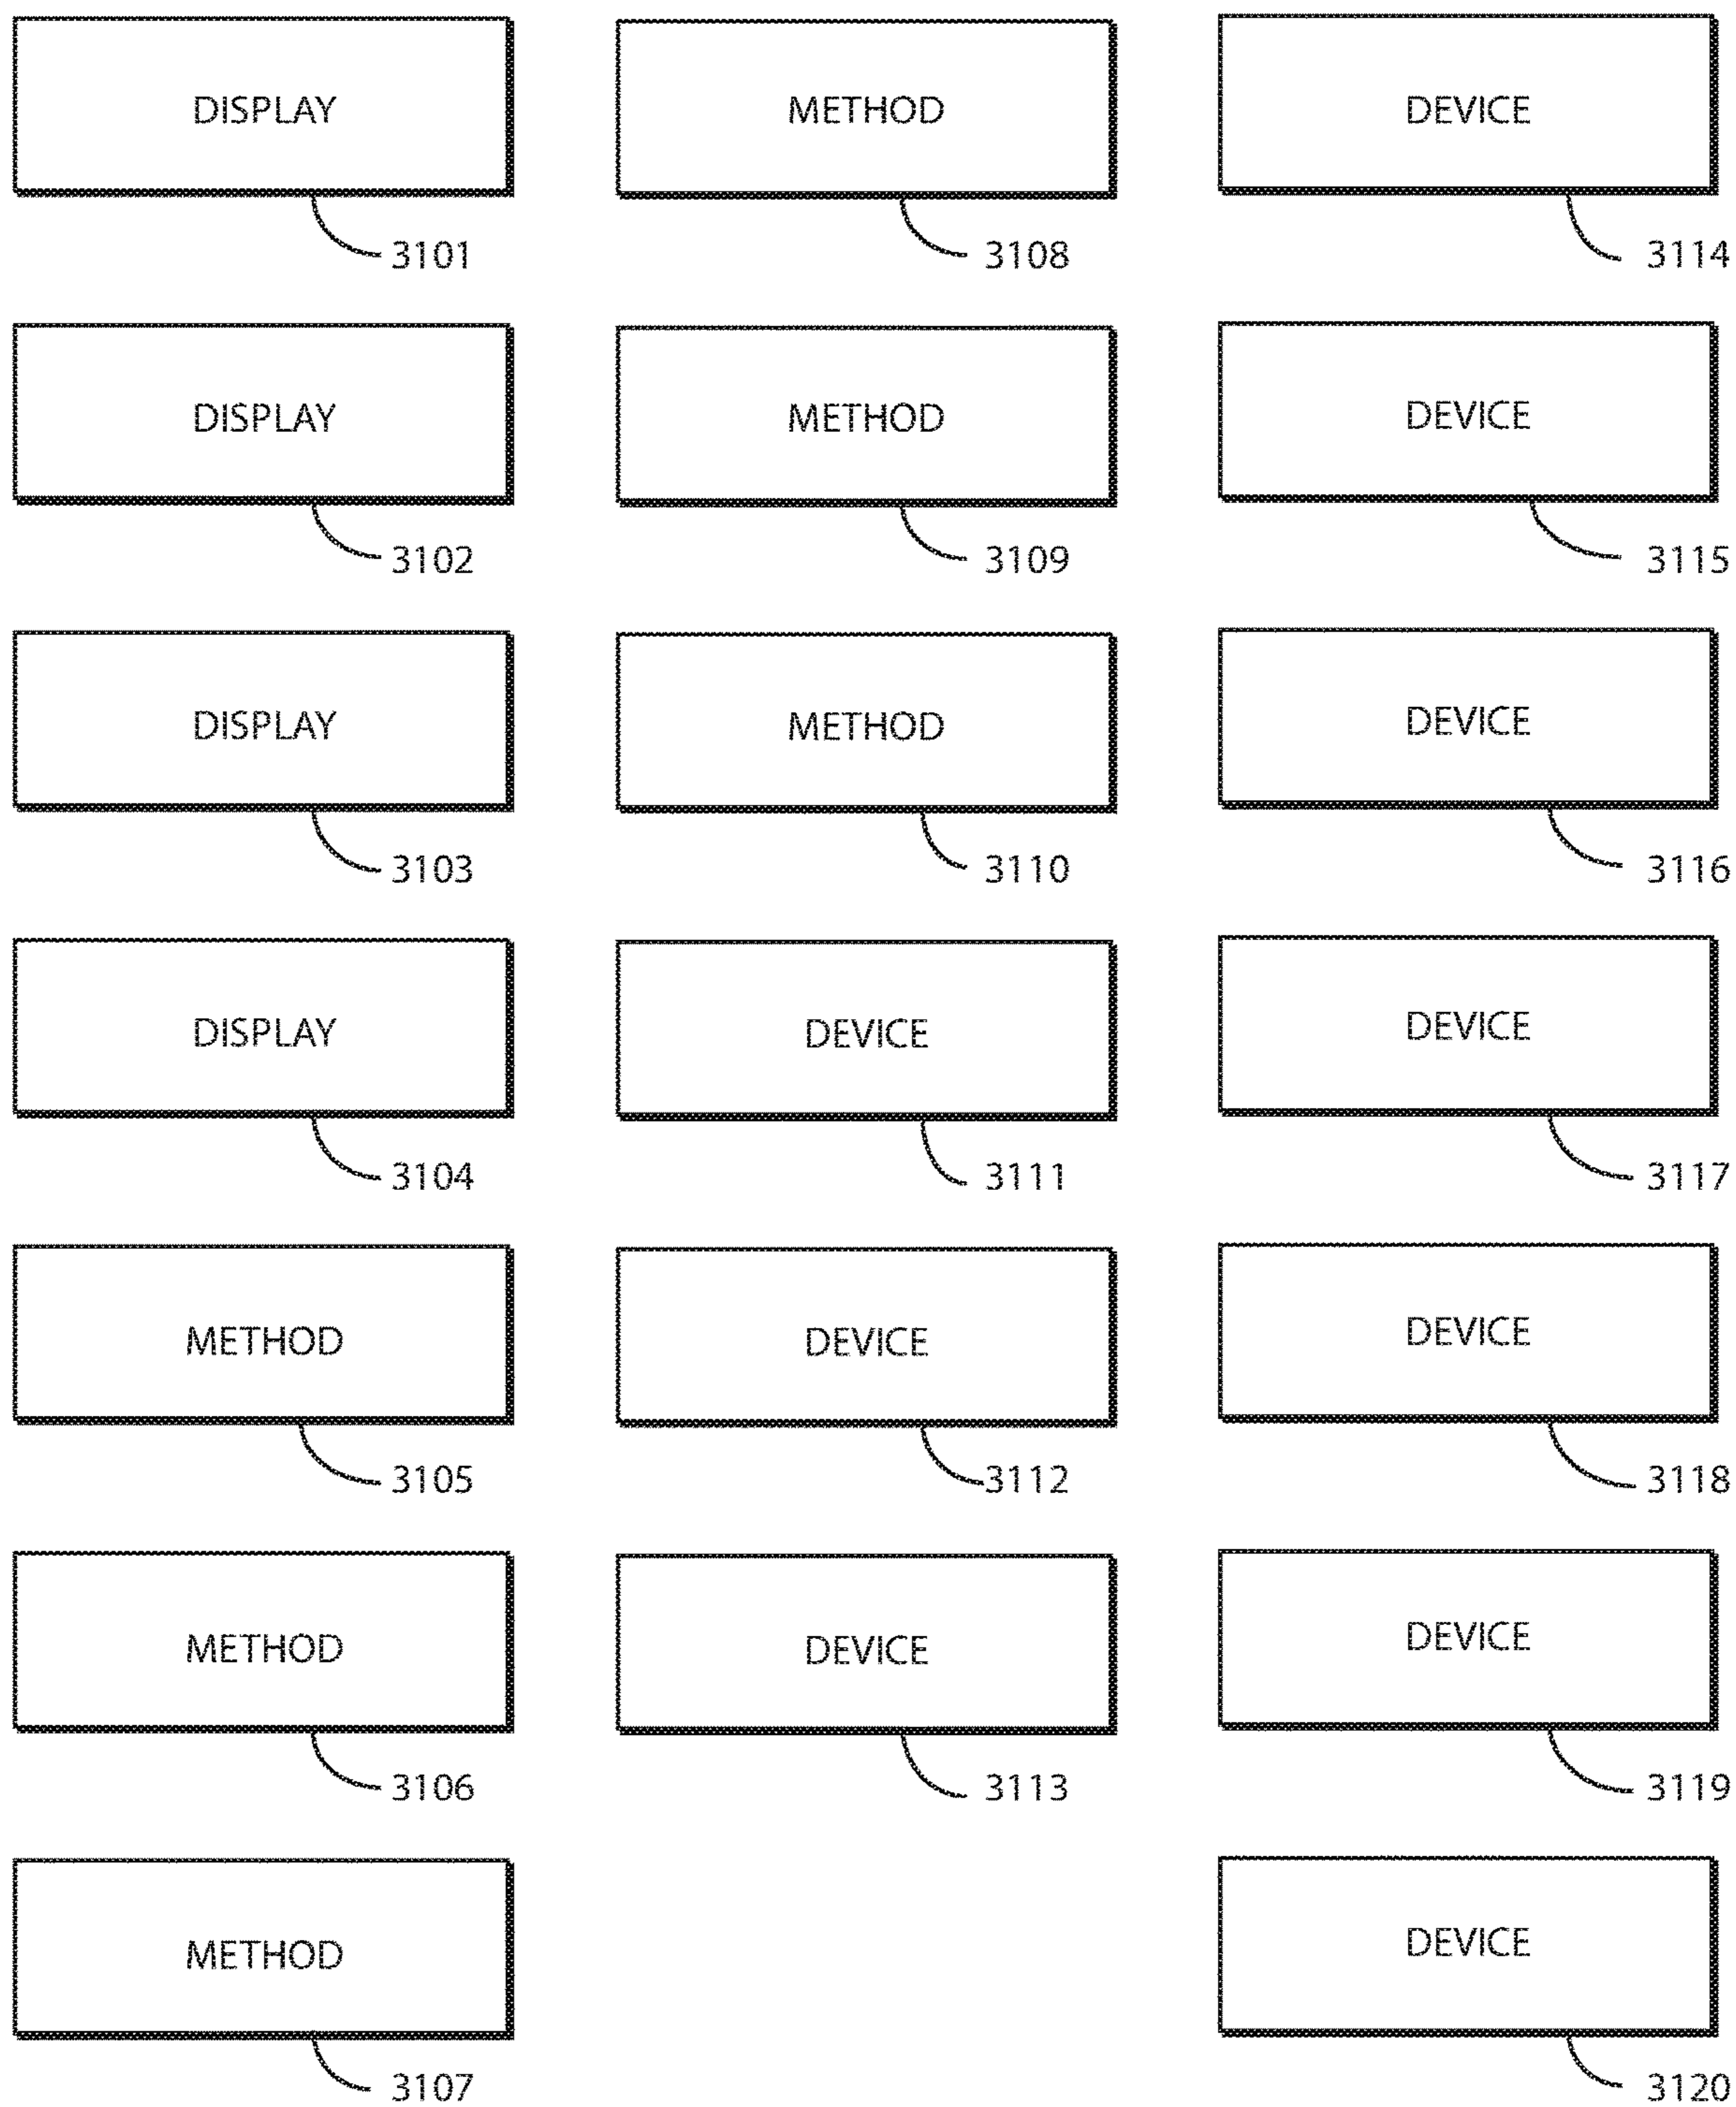 DISPLAY
3101
DISPLAY
3102
DISPLAY
3103
DISPLAY
3104
METHOD
3105
METHOD
3106
METHOD
3107
METHOD
3108
METHOD
3109
METHOD
3110
DEVICE
3111
DEVICE
3112
DEVICE
3113
DEVICE
3114
DEVICE
3115
DEVICE
3116
DEVICE
3117
DEVICE
3118
DEVICE
3119
DEVICE
3120